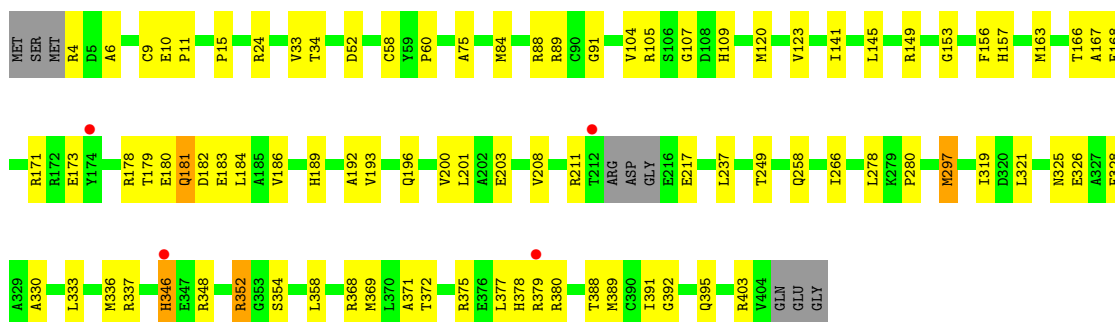 MET SER MET R4 D5 A6 C9 E10 P11 P15 R24 V33 T34 D52 C58 Y59 P60 A75 M84 R88 R89 C90 G91 V104 R105 S106 G107 D108 H109 M120 V123 I141 L145 R149 G153 F156 H157 M163 T166 A167
R171 R172 E173 Y174 R178 T179 E180 Q181 D182 E183 L184 A185 V186 H189 A192 V193 Q196 V200 L201 A202 E203 V208 R211 T212 ARG ASP GLY E216 E217 L237 T249 Q258 I266 L278 K279 P280 M297 I319 D320 L321 N325 E326 A327
A329 A330 L333 M336 R337 H346 E347 R348 R352 G353 S354 L358 R368 M369 L370 A371 T372 R375 E376 L377 H378 R379 R380 T388 M389 C390 I391 G392 Q395 R403 V404 GLN GLU GLY